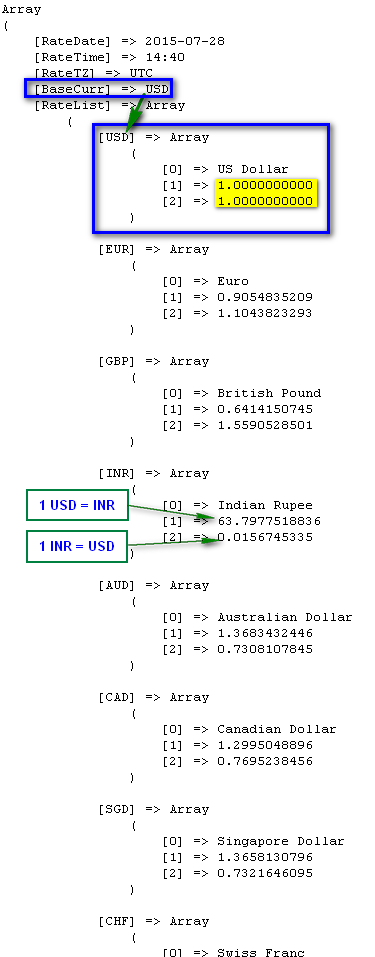 Array
(
[RateDate] => 2015-07-28
[RateTime] => 14:40
[RateTZ] => UTC
[BaseCurr] => USD
[RateList] => Array
(
[USD] => Array
(
[0] => US Dollar
[1] => 1.0000000000
[2] => 1.0000000000
)
[EUR] => Array
(
[0] => Euro
[1] => 0.9054835209
[2] => 1.1043823293
)
[GBP] => Array
(
[0] => British Pound
[1] => 0.6414150745
[2] => 1.5590528501
)
[INR] => Array
(
1 USD = INR
[0] => Indian Rupee
[1] => 63.7977518836
1 INR = USD
[2] => 0.0156745335
)
[AUD] => Array
(
[0] => Australian Dollar
[1] => 1.3683432446
[2] => 0.7308107845
)
[CAD] => Array
(
[0] => Canadian Dollar
[1] => 1.2995048896
[2] => 0.7695238456
)
[SGD] => Array
(
[0] => Singapore Dollar
[1] => 1.3658130796
[2] => 0.7321646095
)
[CHF] => Array
(
[0] => Swiss Franc